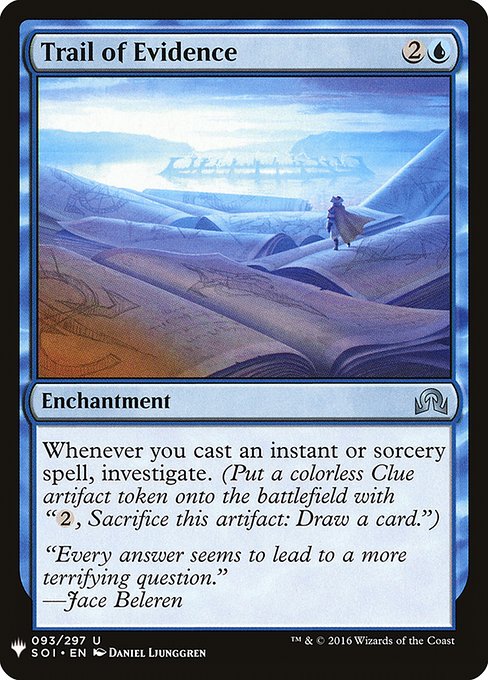 Trail of Evidence 2
Enchantment
Whenever you cast an instant or sorcery
spell, investigate. (Put a colorless Clue
artifact token onto the battlefield with
“2, Sacrifice this artifact: Draw a card.”)
“Every answer seems to lead to a more
terrifying question.”
—Jace Beleren
093/297 U
SOI • EN Daniel Ljunggren
™ & © 2016 Wizards of the Coast